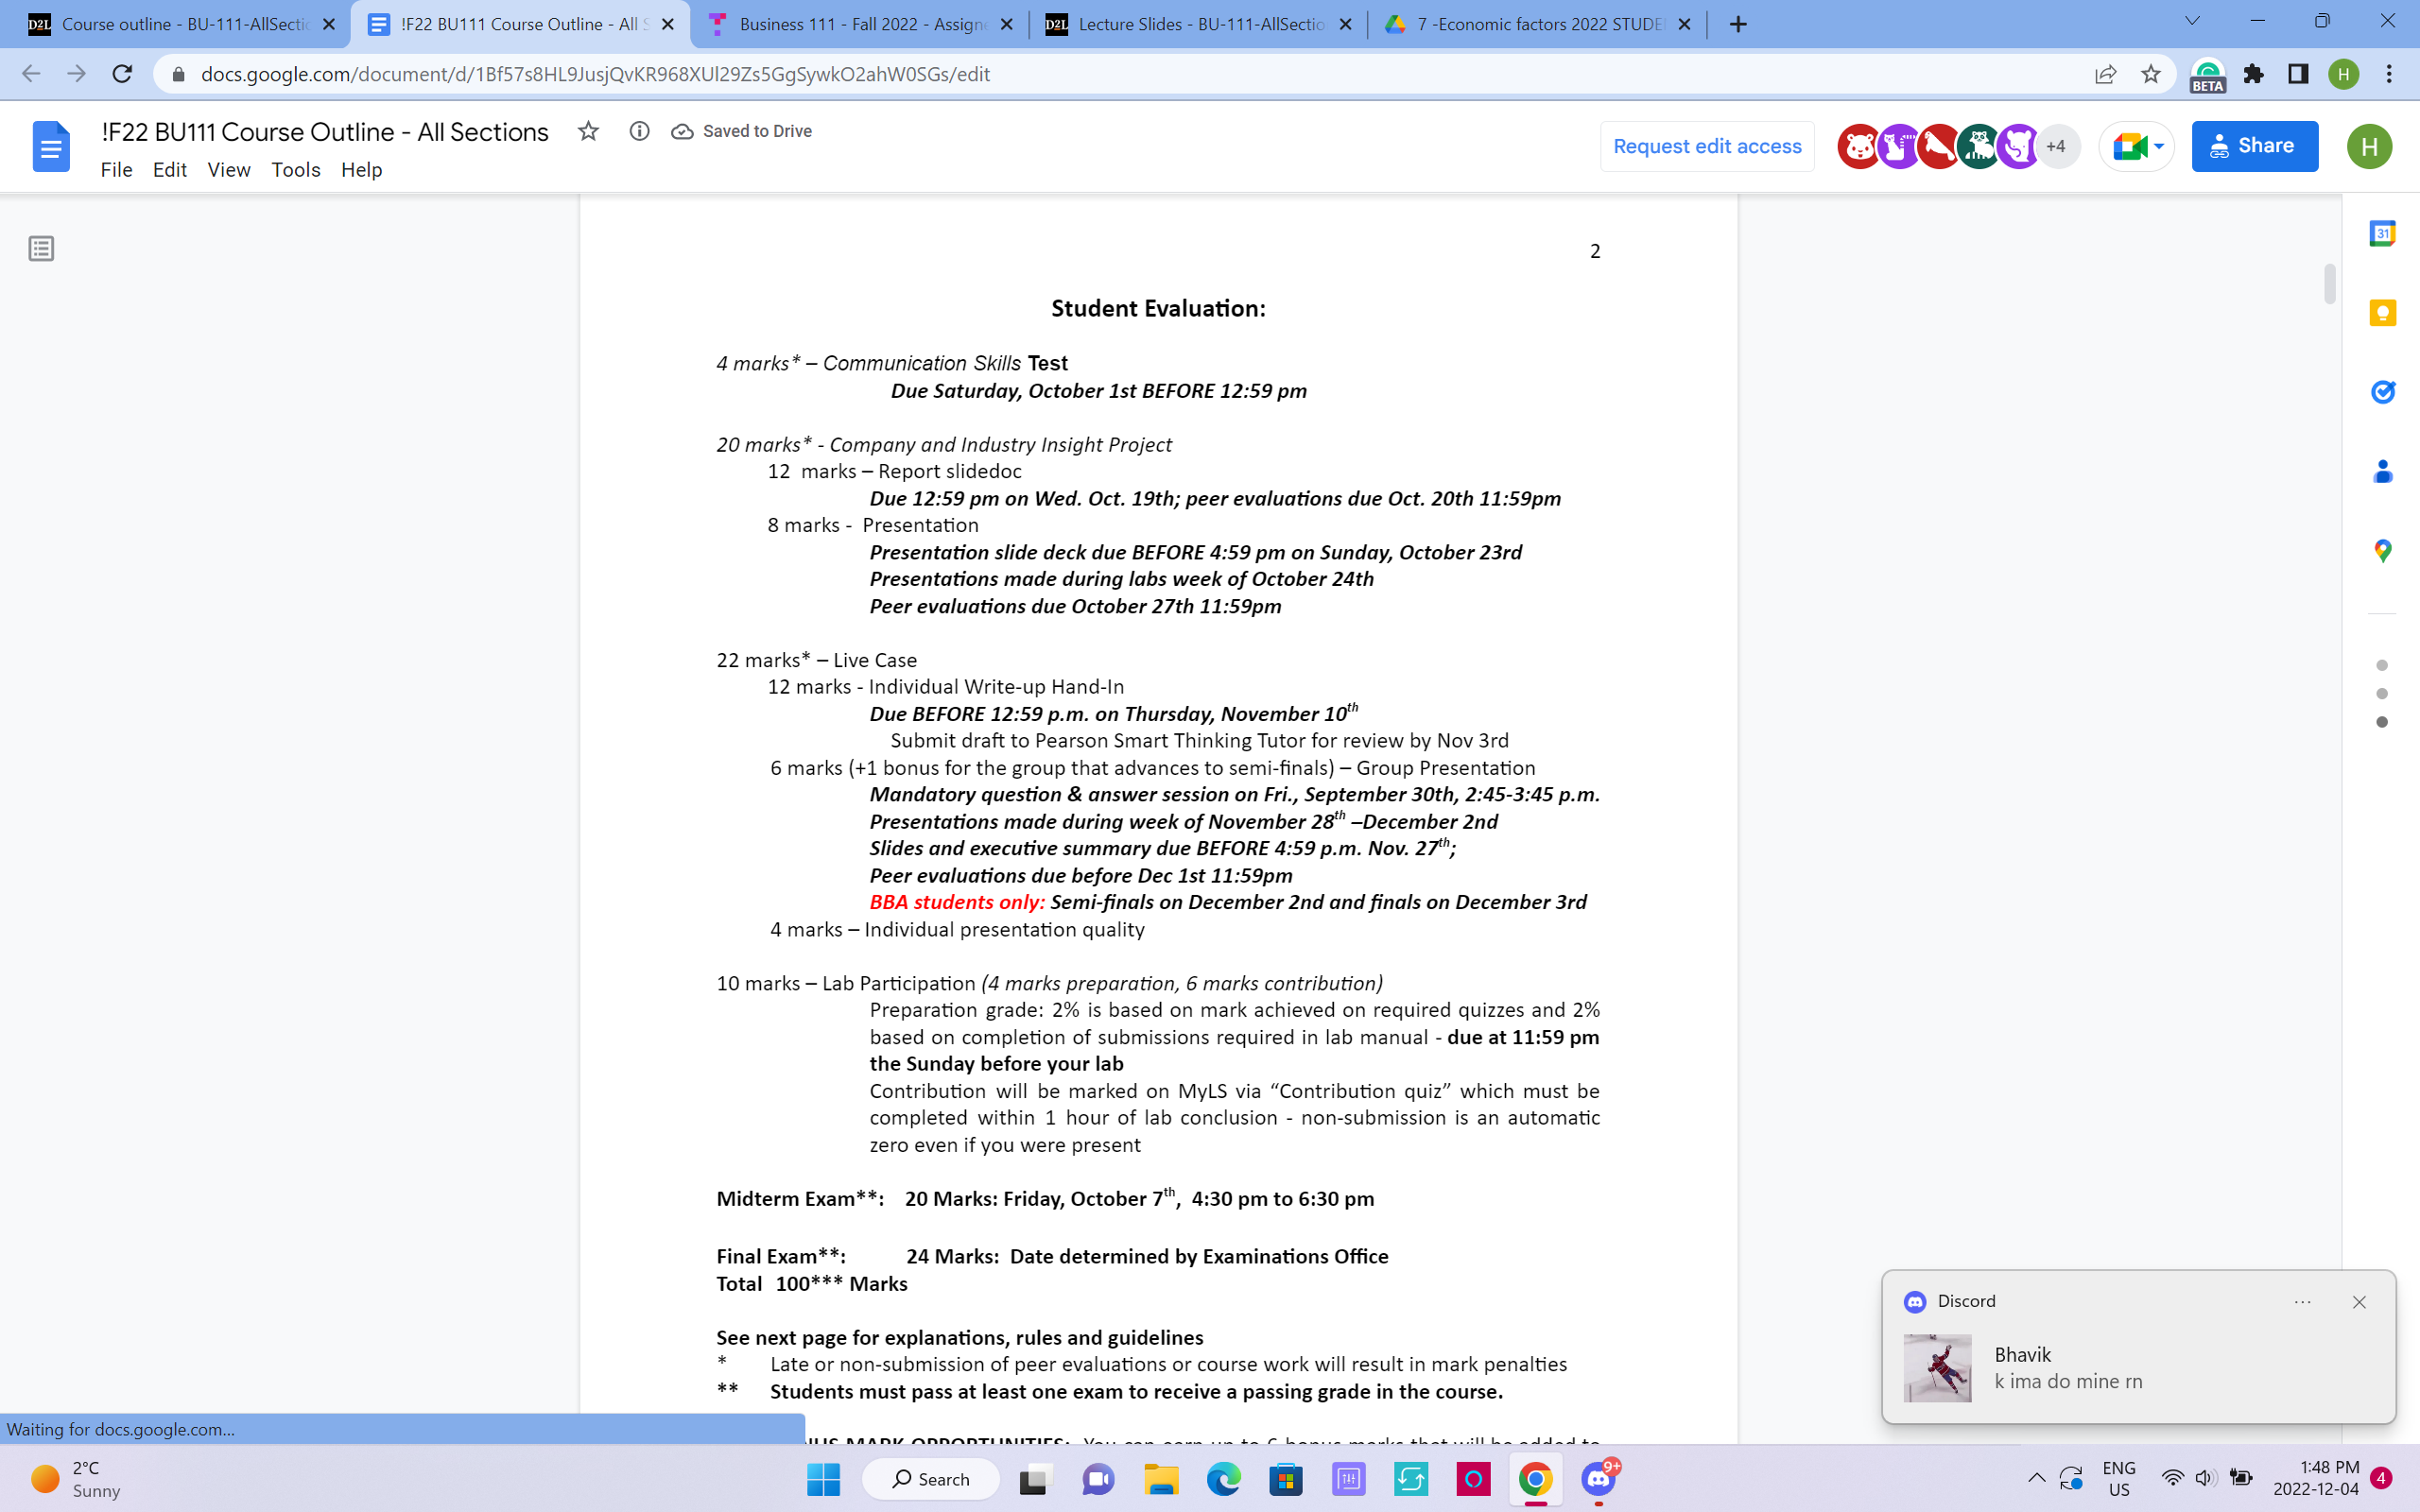 Course outline - BU-111-AllSectic
!F22 BU111 Course Outline - All S
Business 111 - Fall 2022 - Assignm
Lecture Slides - BU-111-AllSectio
7 -Economic factors 2022 STUDE
docs.google.com/document/d/1Bf57s8HL9JusjQvKR968XUl29Zs5GgSywkO2ahW0SGs/edit
BETA
H
!F22 BU111 Course Outline - All Sections
Saved to Drive
File Edit View Tools Help
Request edit access
+4
Share
H
31
2
Student Evaluation:
4 marks* – Communication Skills Test
Due Saturday, October 1st BEFORE 12:59 pm
20 marks* - Company and Industry Insight Project
12 marks – Report slidedoc
Due 12:59 pm on Wed. Oct. 19th; peer evaluations due Oct. 20th 11:59pm
8 marks - Presentation
Presentation slide deck due BEFORE 4:59 pm on Sunday, October 23rd
Presentations made during labs week of October 24th
Peer evaluations due October 27th 11:59pm
22 marks* – Live Case
12 marks - Individual Write-up Hand-In
Due BEFORE 12:59 p.m. on Thursday, November 10th
Submit draft to Pearson Smart Thinking Tutor for review by Nov 3rd
6 marks (+1 bonus for the group that advances to semi-finals) – Group Presentation
Mandatory question & answer session on Fri., September 30th, 2:45-3:45 p.m.
Presentations made during week of November 28th –December 2nd
Slides and executive summary due BEFORE 4:59 p.m. Nov. 27th;
Peer evaluations due before Dec 1st 11:59pm
BBA students only: Semi-finals on December 2nd and finals on December 3rd
4 marks – Individual presentation quality
10 marks – Lab Participation (4 marks preparation, 6 marks contribution)
Preparation grade: 2% is based on mark achieved on required quizzes and 2%
based on completion of submissions required in lab manual - due at 11:59 pm
the Sunday before your lab
Contribution will be marked on MyLS via “Contribution quiz” which must be
completed within 1 hour of lab conclusion - non-submission is an automatic
zero even if you were present
Midterm Exam**: 20 Marks: Friday, October 7th, 4:30 pm to 6:30 pm
Final Exam**: 24 Marks: Date determined by Examinations Office
Total 100*** Marks
See next page for explanations, rules and guidelines
* Late or non-submission of peer evaluations or course work will result in mark penalties
** Students must pass at least one exam to receive a passing grade in the course.
Discord
Bhavik
k ima do mine rn
Waiting for docs.google.com...
2°C
Sunny
Search
9+
ENG
US
1:48 PM
2022-12-04
4